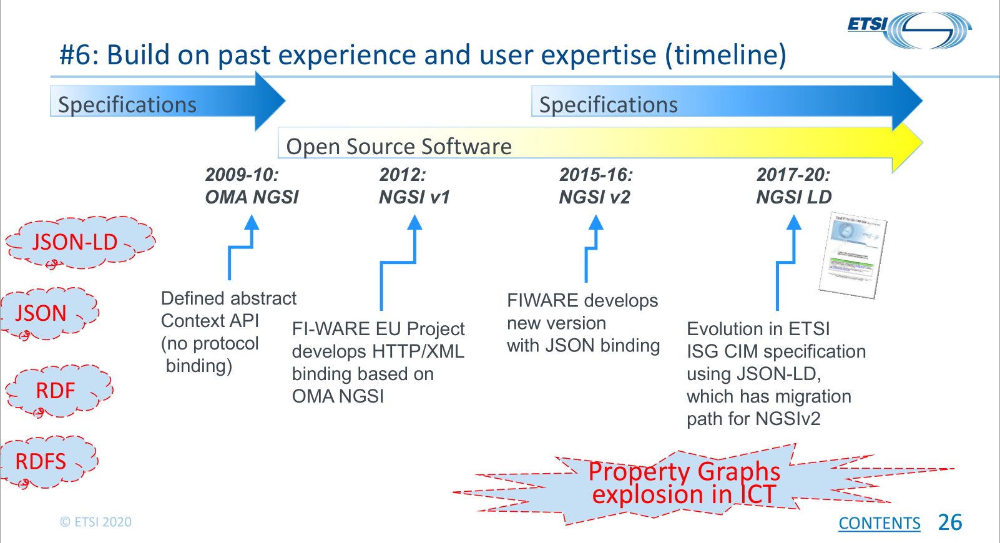 ETSI
#6: Build on past experience and user expertise (timeline)
Specifications
Specifications
Open Source Software
2009-10:
OMA NGSI
2012:
NGSI v1
2015-16:
NGSI v2
2017-20:
NGSI LD
JSON-LD
JSON
RDF
RDFS
Defined abstract
Context API
(no protocol
binding)
FI-WARE EU Project
develops HTTP/XML
binding based on
OMA NGSI
FIWARE develops
new version
with JSON binding
Evolution in ETSI
ISG CIM specification
using JSON-LD,
which has migration
path for NGSIv2
Property Graphs
explosion in ICT
© ETSI 2020
CONTENTS 26